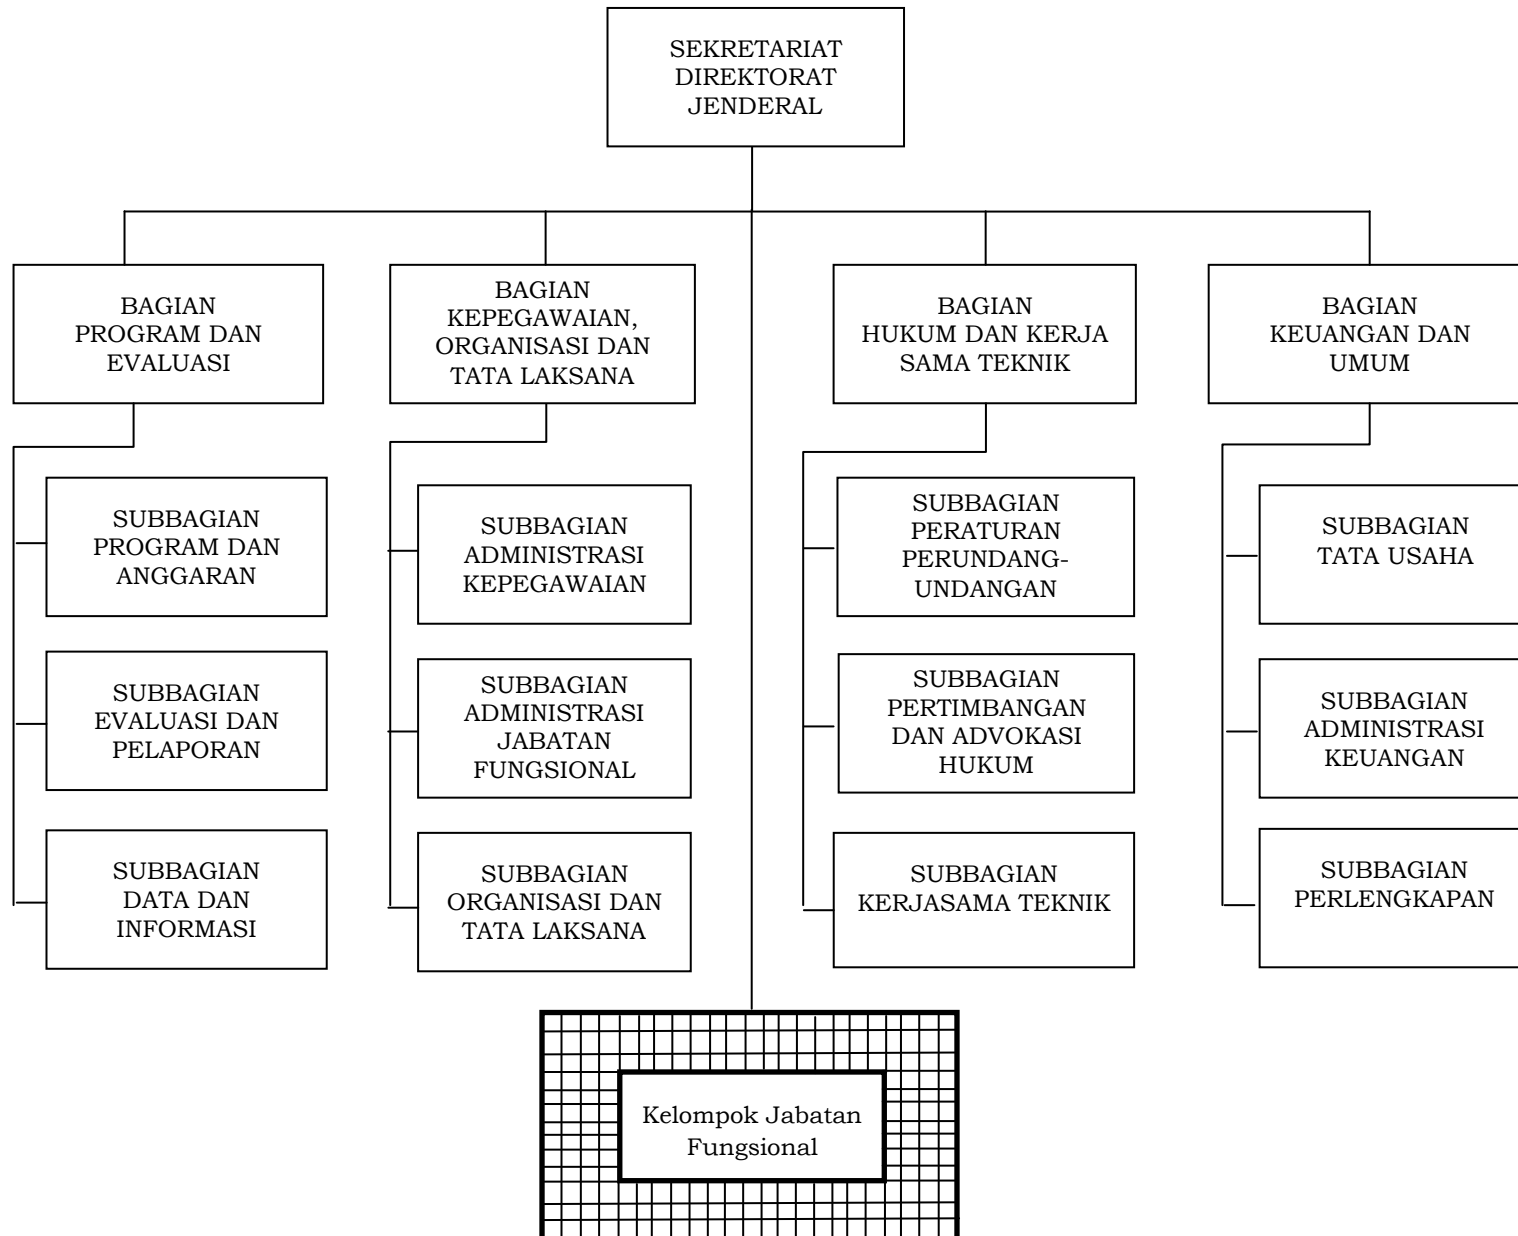 SEKRETARIAT
DIREKTORAT
JENDERAL
BAGIAN
PROGRAM DAN
EVALUASI
BAGIAN
KEPEGAWAIAN,
ORGANISASI DAN
TATA LAKSANA
BAGIAN
HUKUM DAN KERJA
SAMA TEKNIK
BAGIAN
KEUANGAN DAN
UMUM
SUBBAGIAN
PROGRAM DAN
ANGGARAN
SUBBAGIAN
ADMINISTRASI
KEPEGAWAIAN
SUBBAGIAN
PERATURAN
PERUNDANG-
UNDANGAN
SUBBAGIAN
TATA USAHA
SUBBAGIAN
EVALUASI DAN
PELAPORAN
SUBBAGIAN
ADMINISTRASI
JABATAN
FUNGSIONAL
SUBBAGIAN
PERTIMBANGAN
DAN ADVOKASI
HUKUM
SUBBAGIAN
ADMINISTRASI
KEUANGAN
SUBBAGIAN
DATA DAN
INFORMASI
SUBBAGIAN
ORGANISASI DAN
TATA LAKSANA
SUBBAGIAN
KERJASAMA TEKNIK
SUBBAGIAN
PERLENGKAPAN
Kelompok Jabatan
Fungsional